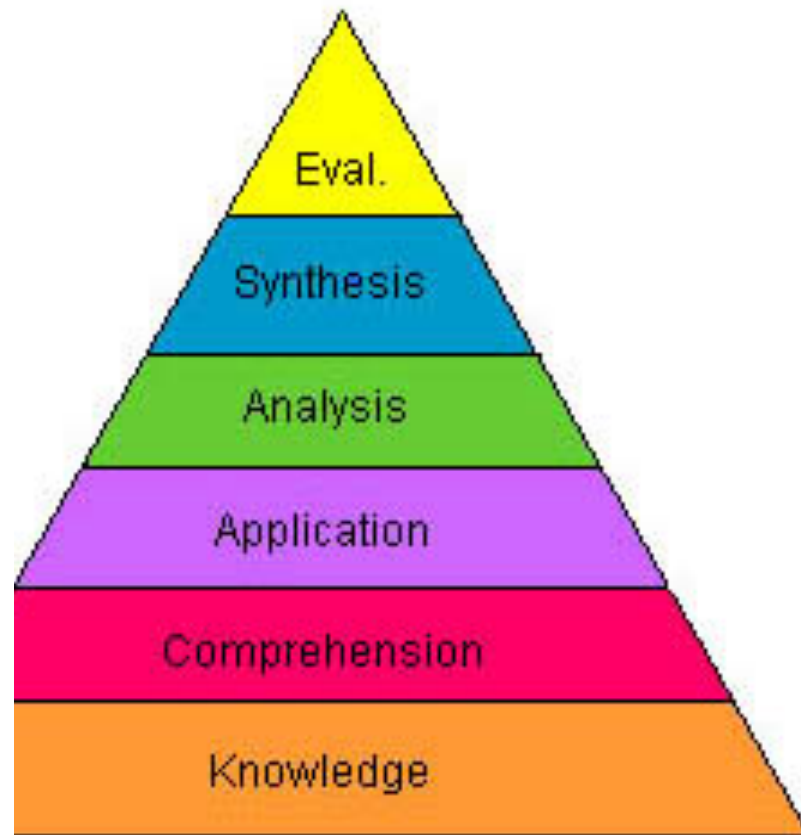 Eval.
Synthesis
Analysis
Application
Comprehension
Knowledge